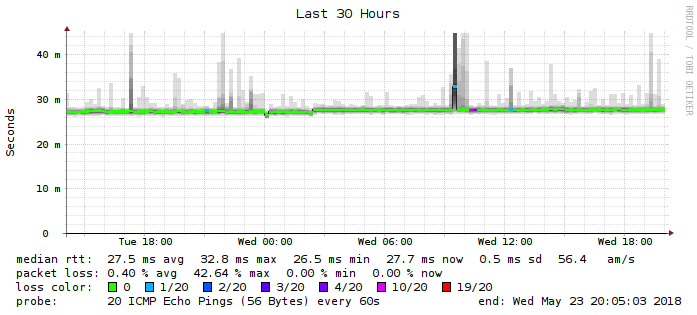 Last 30 Hours
RRDTOOL / TOBI OETIKER
Seconds
40 m
30 m
20 m
10 m
0
Tue 18:00 Wed 00:00 Wed 06:00 Wed 12:00 Wed 18:00
median rtt: 27.5 ms avg 32.8 ms max 26.5 ms min 27.7 ms now 0.5 ms sd 56.4 am/s
packet loss: 0.40 % avg 42.64 % max 0.00 % min 0.00 % now
loss color: 0 1/20 2/20 3/20 4/20 10/20 19/20
probe: 20 ICMP Echo Pings (56 Bytes) every 60s end: Wed May 23 20:05:03 2018